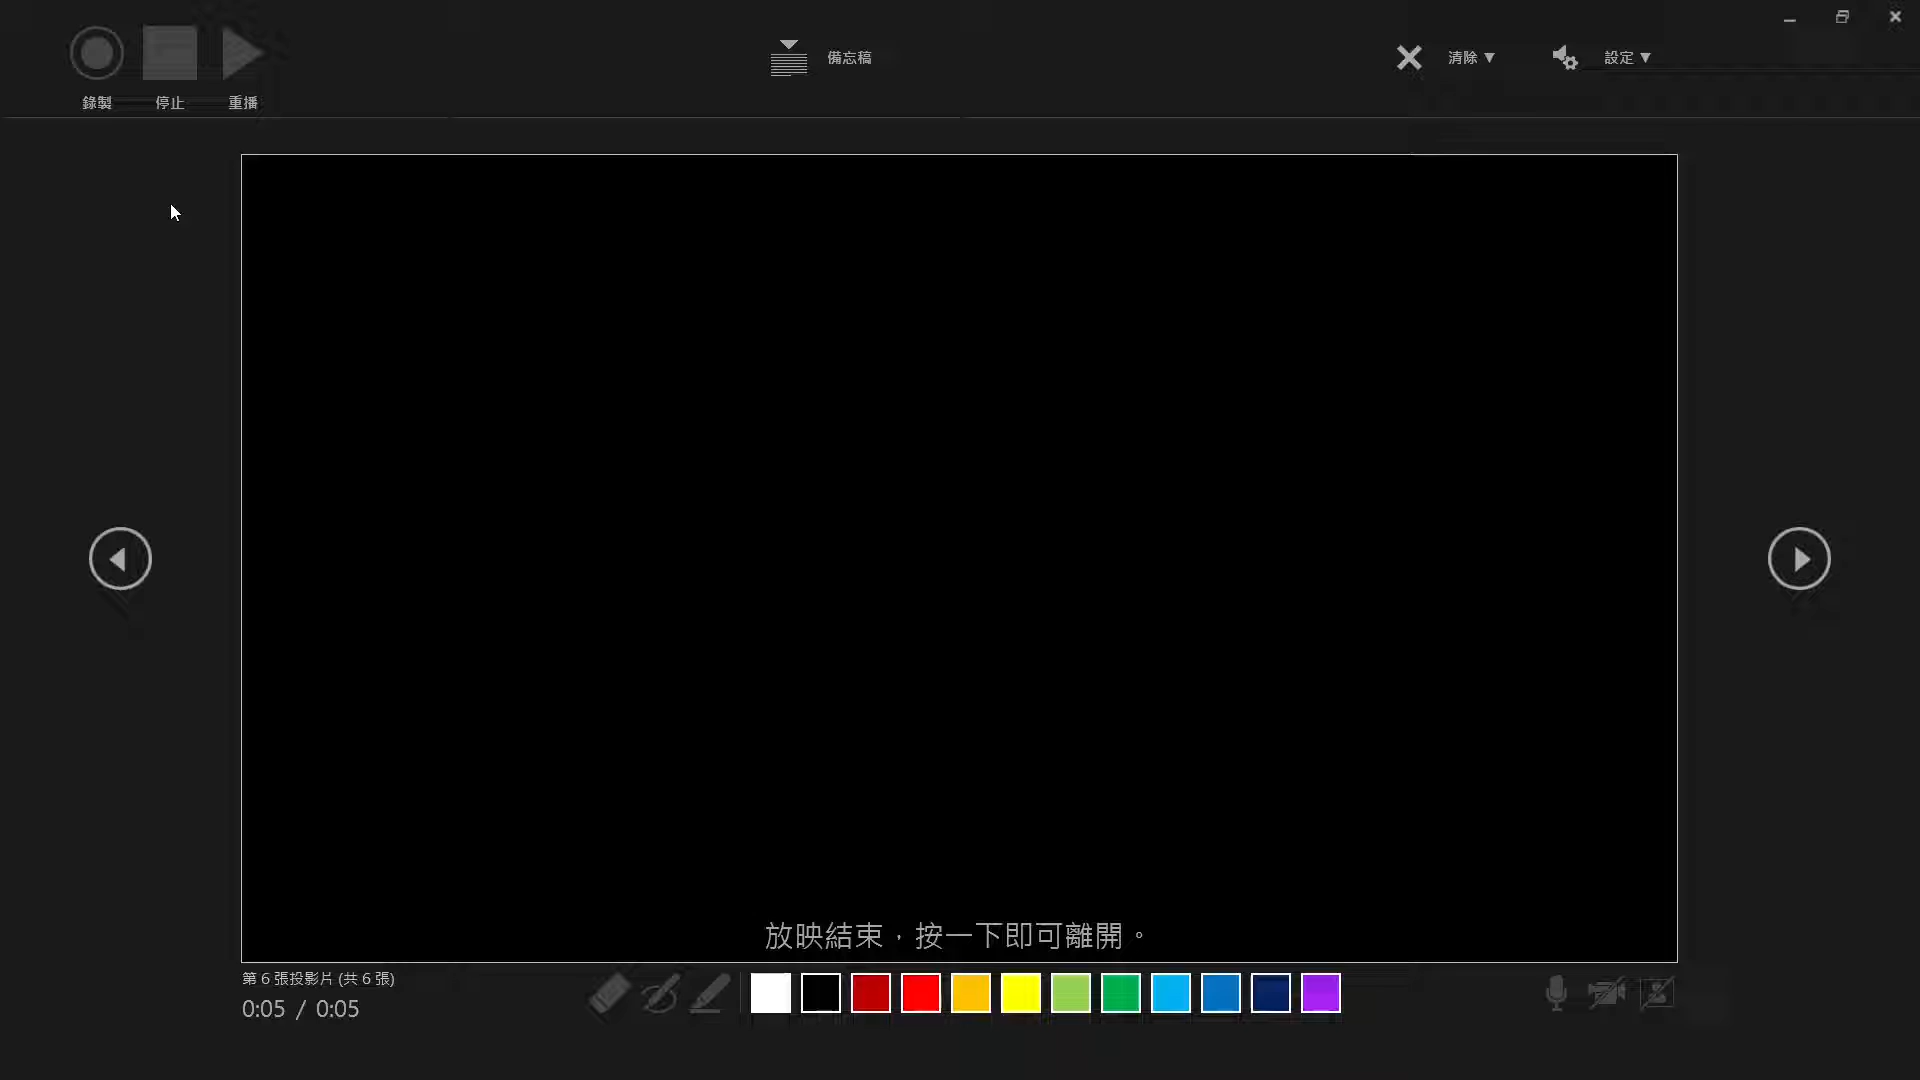 錄製
停止
重播
備忘稿
清除
設定
放映結束，按一下即可離開。
第 6 張投影片 (共 6 張)
0:05 / 0:05